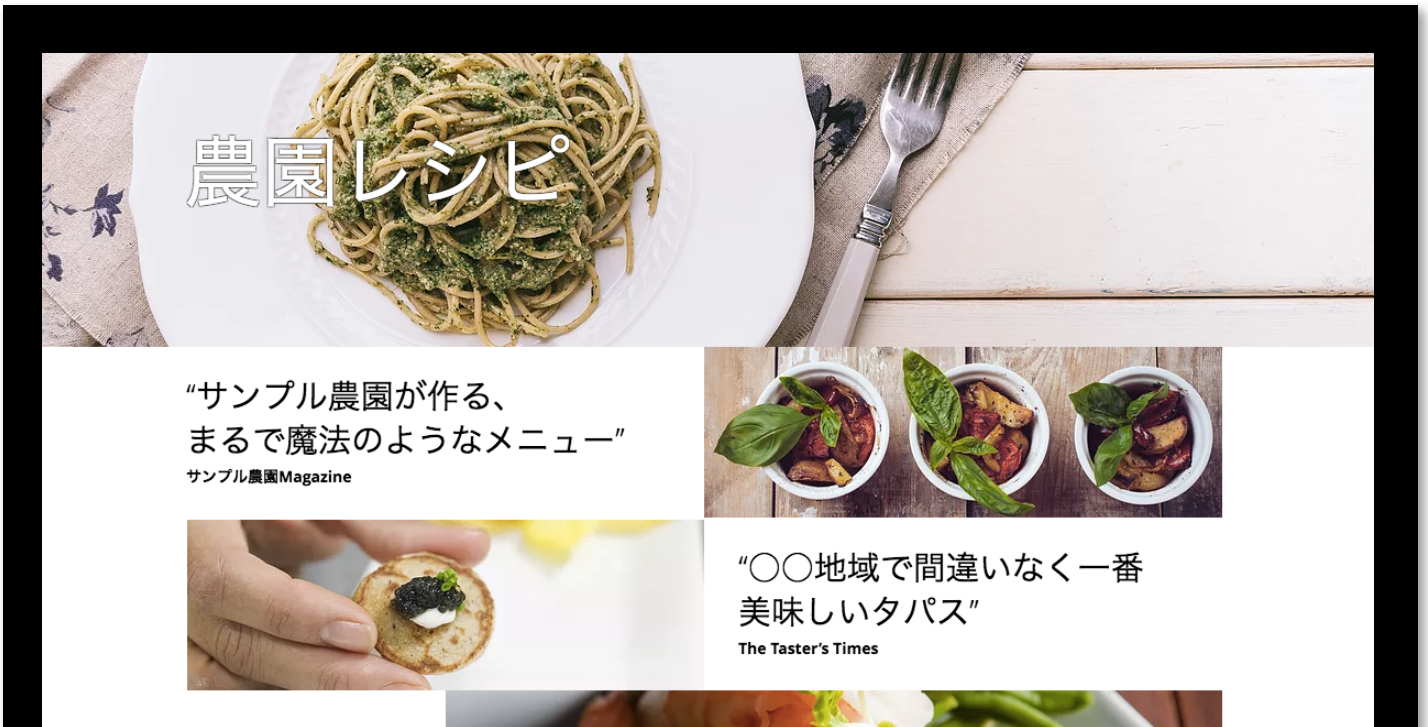 農園レシピ
“サンプル農園が作る、
まるで魔法のようなメニュー”
サンプル農園Magazine
“〇〇地域で間違いなく一番
美味しいタパス”
The Taster’s Times